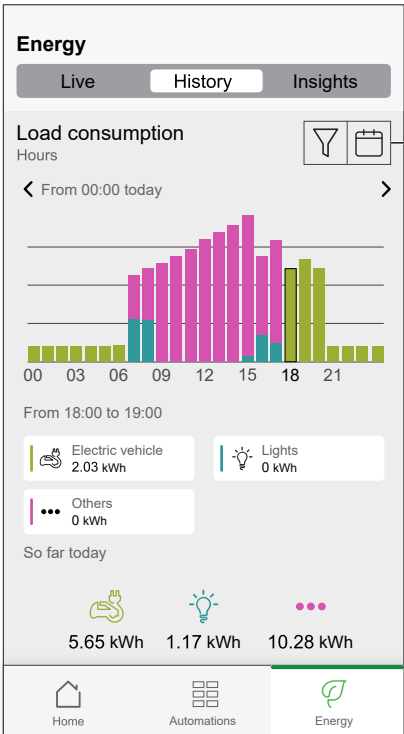 Energy
Live History Insights
Load consumption
Hours
From 00:00 today
00 03 06 09 12 15 18 21
From 18:00 to 19:00
Electric vehicle
2.03 kWh
Lights
0 kWh
Others
0 kWh
So far today
5.65 kWh 1.17 kWh 10.28 kWh
Home Automations Energy